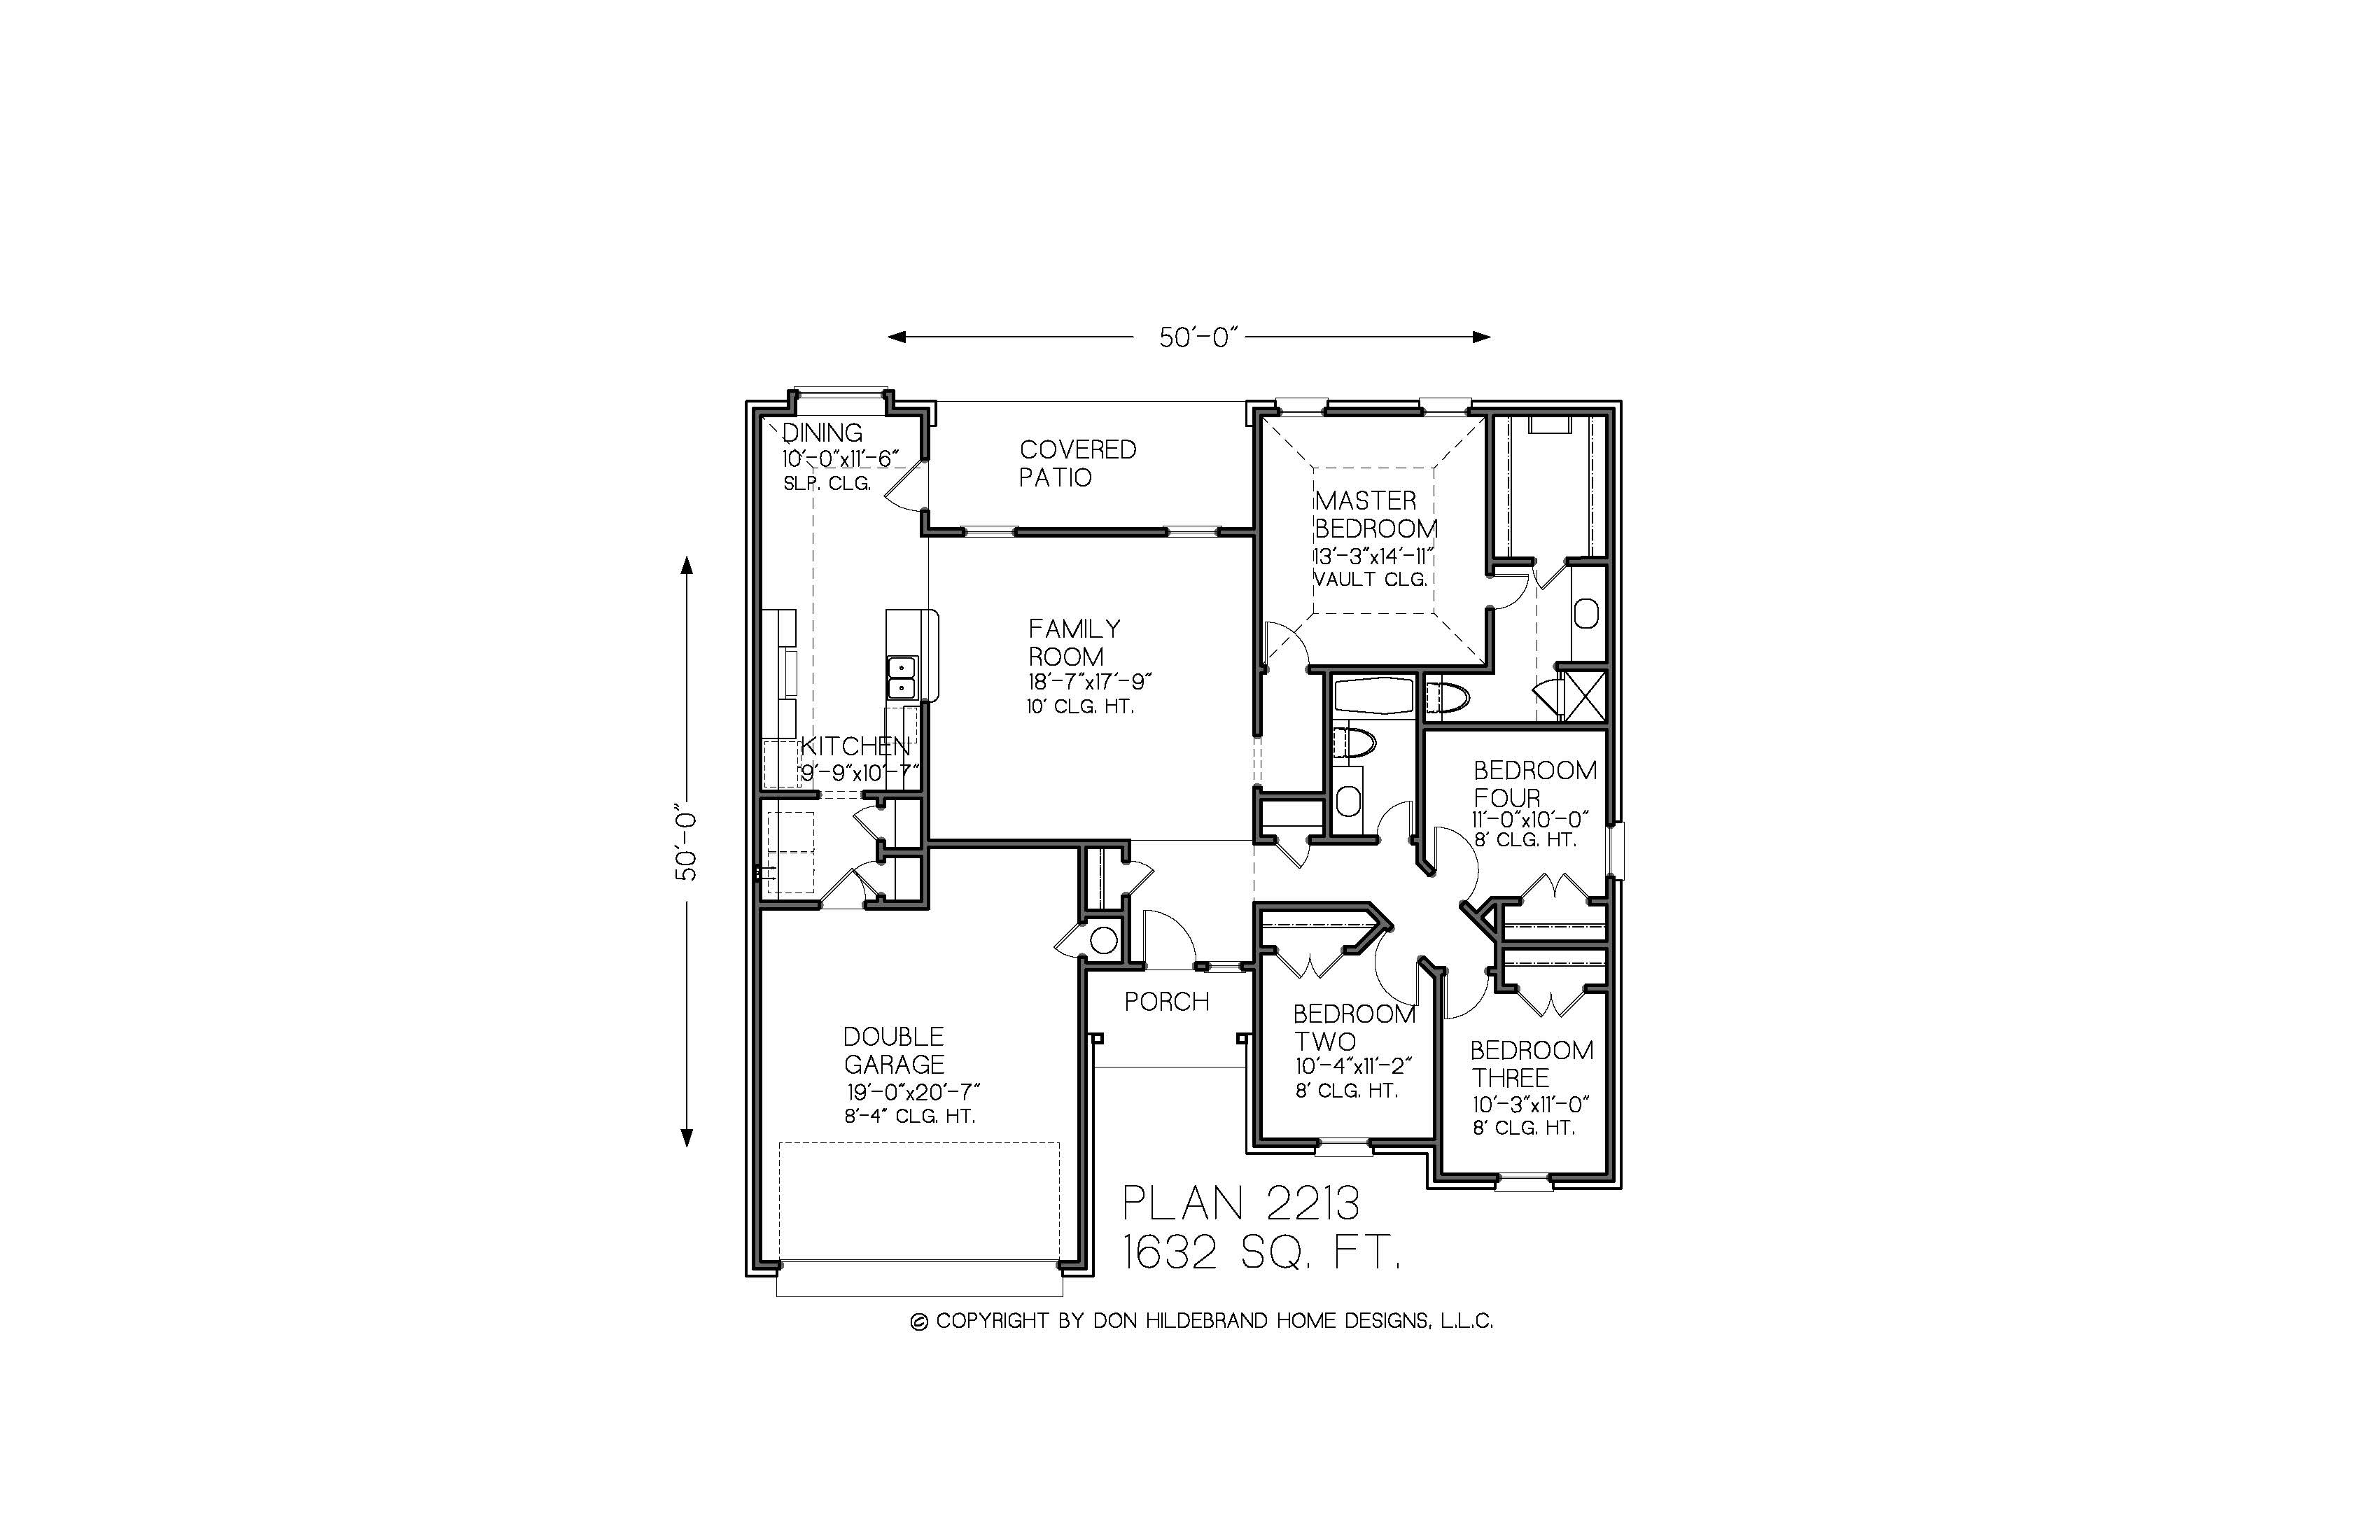 50'-0"
DINING
10'-0"x11'-6"
SLP. CLG.
COVERED
PATIO
MASTER
BEDROOM
13'-3"x14'-11"
VAULT CLG.
FAMILY
ROOM
18'-7"x17'-9"
10' CLG. HT.
KITCHEN
9'-9"x10'-7"
50'-0"
BEDROOM
FOUR
11'-0"x10'-0"
8' CLG. HT.
PORCH
BEDROOM
TWO
10'-4"x11'-2"
8' CLG. HT.
DOUBLE
GARAGE
19'-0"x20'-7"
8'-4" CLG. HT.
BEDROOM
THREE
10'-3"x11'-0"
8' CLG. HT.
PLAN 2213
1632 SQ. FT.
© COPYRIGHT BY DON HILDEBRAND HOME DESIGNS, L.L.C.